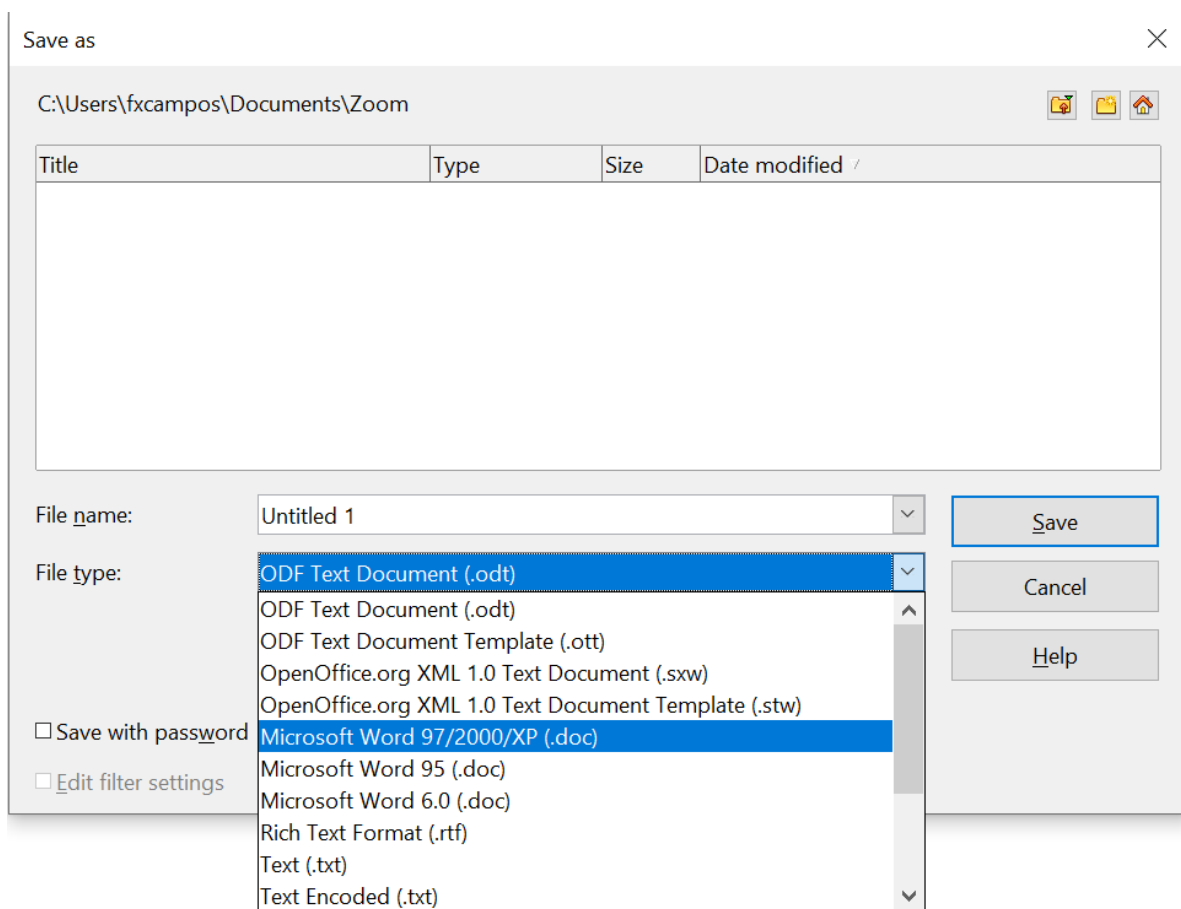 Save as
C:\Users\fxcampos\Documents\Zoom
Title Type Size Date modified
File name: Untitled 1 Save
File type: ODF Text Document (.odt) Cancel
ODF Text Document (.odt)
ODF Text Document Template (.ott)
Help
OpenOffice.org XML 1.0 Text Document (.sxw)
OpenOffice.org XML 1.0 Text Document Template (.stw)
Save with password Microsoft Word 97/2000/XP (.doc)
Microsoft Word 95 (.doc)
Edit filter settings
Microsoft Word 6.0 (.doc)
Rich Text Format (.rtf)
Text (.txt)
Text Encoded (.txt)